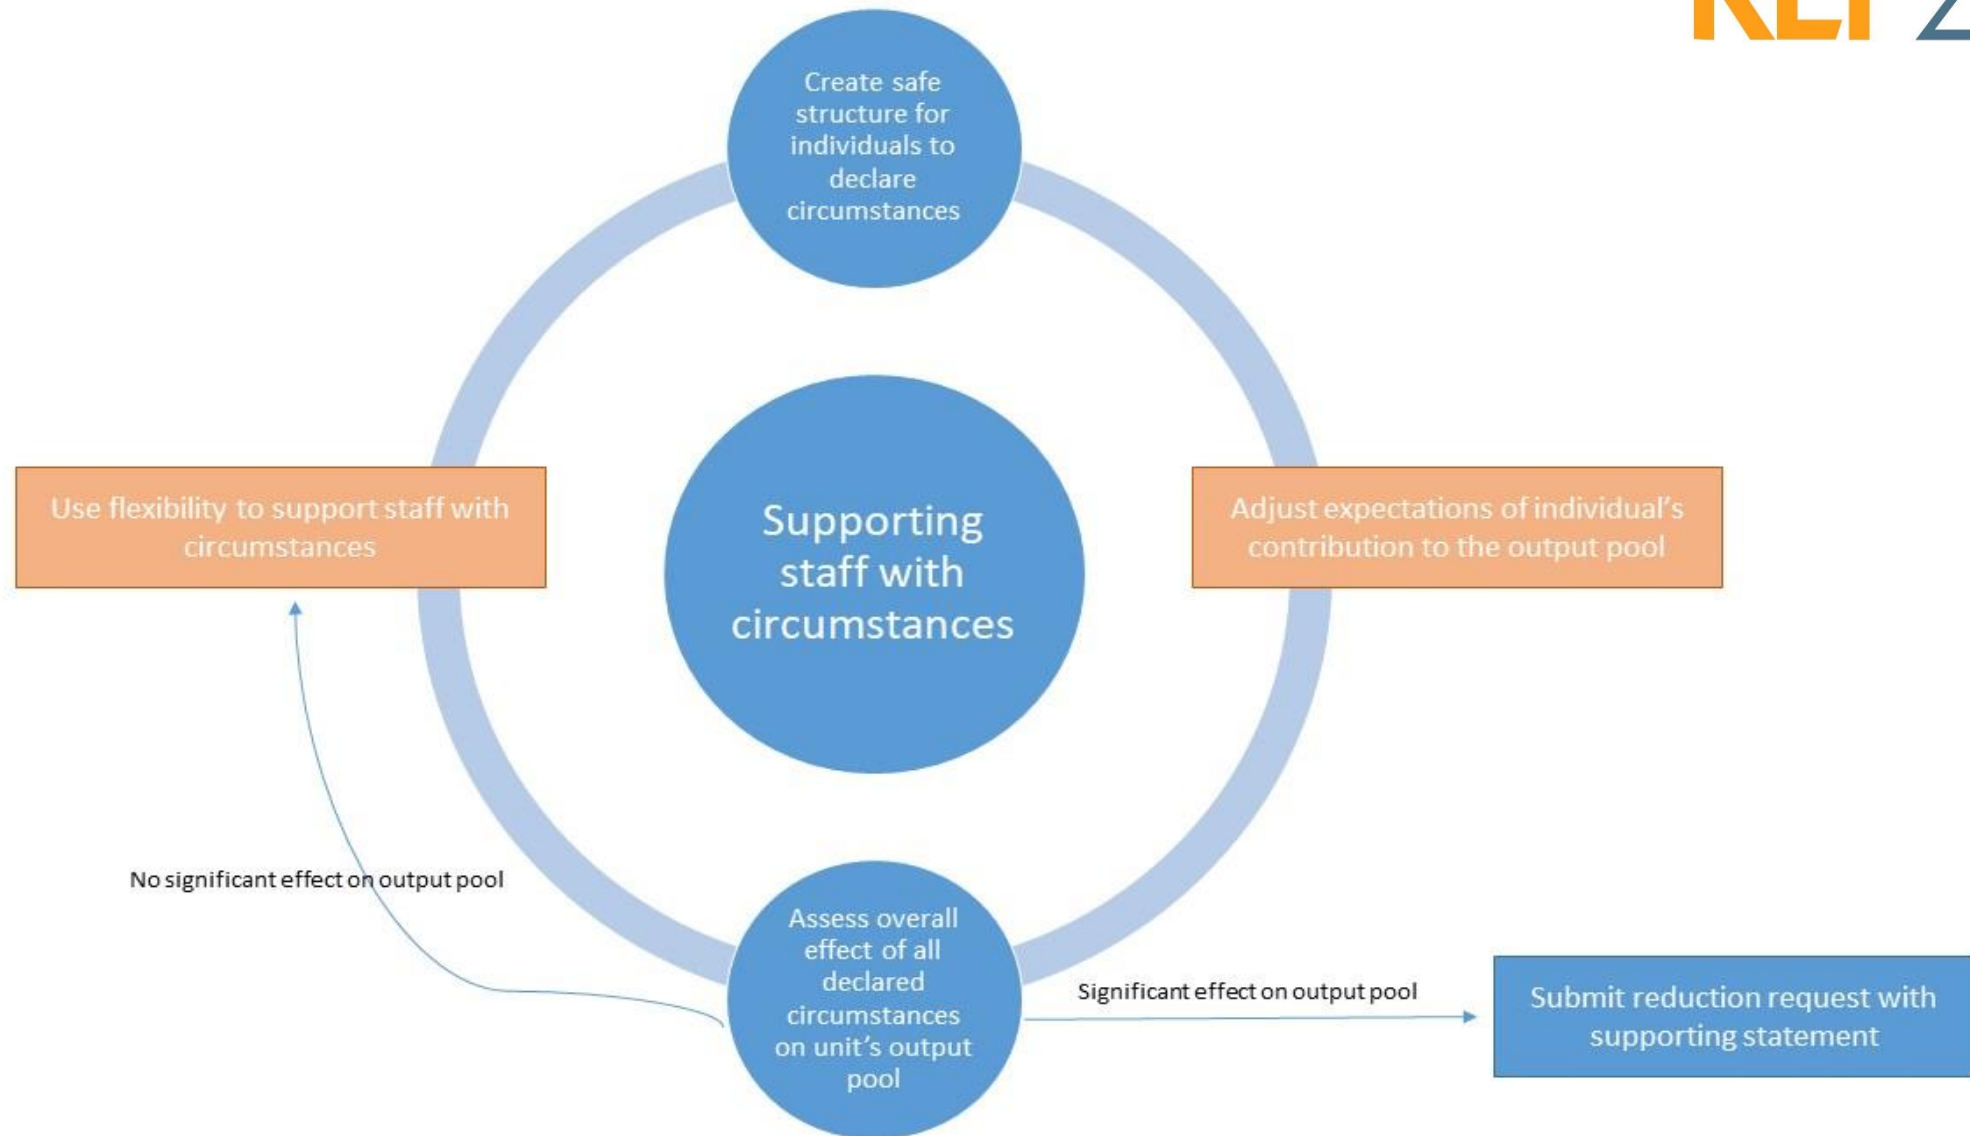 Create safe
structure for
individuals to
declare
circumstances
Use flexibility to support staff with
circumstances
Supporting
staff with
circumstances
Adjust expectations of individual's
contribution to the output pool
No significant effect on output pool
Assess overall
effect of all
declared
circumstances
on unit's output
pool
Significant effect on output pool
Submit reduction request with
supporting statement